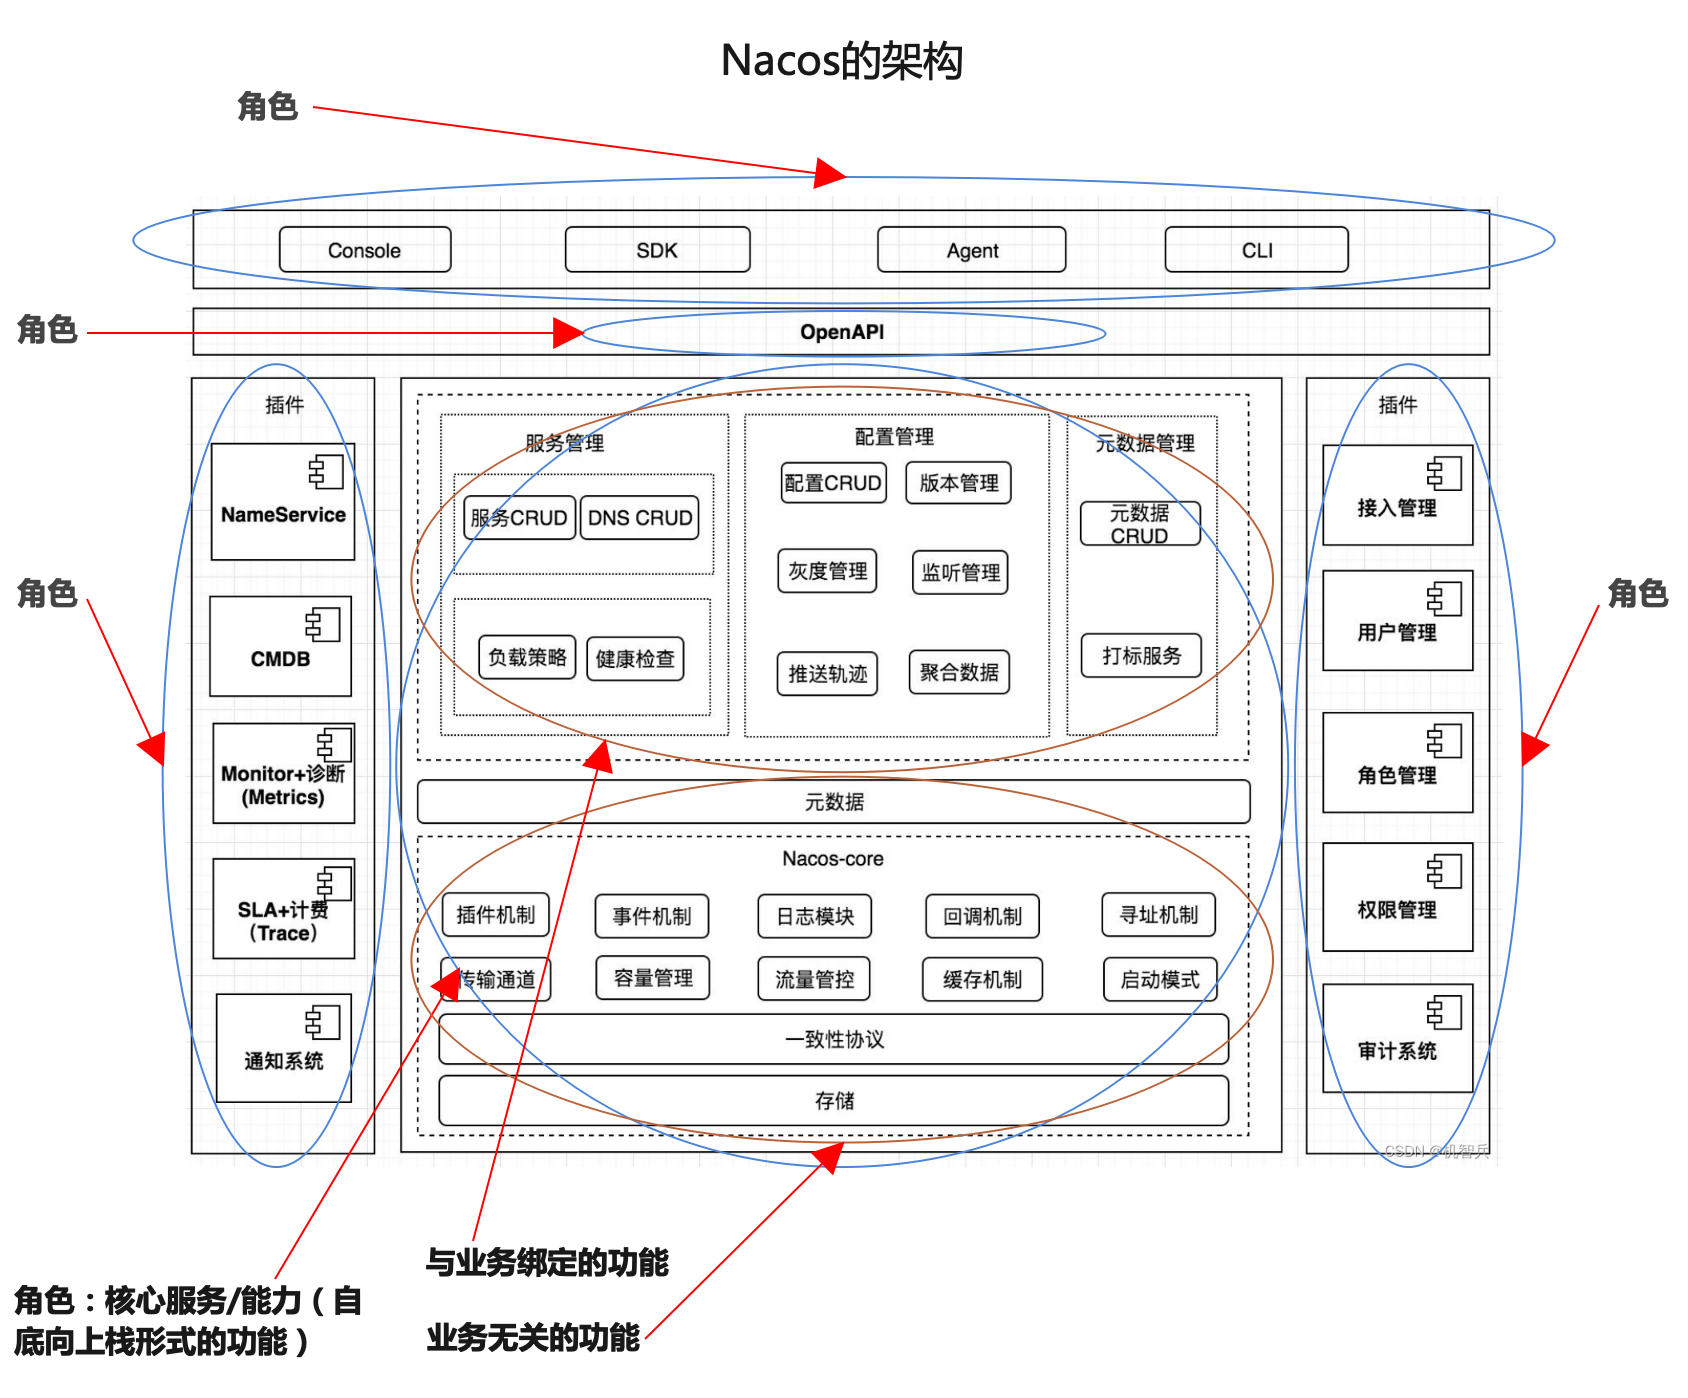 Nacos的架构
角色
Console
SDK
Agent
CLI
角色
OpenAPI
插件
NameService
CMDB
Monitor+诊断
(Metrics)
SLA+计费
（Trace）
通知系统
角色
服务管理
服务CRUD
DNS CRUD
负载策略
健康检查
配置管理
配置CRUD
版本管理
灰度管理
监听管理
推送轨迹
聚合数据
元数据管理
元数据
CRUD
打标服务
元数据
Nacos-core
插件机制
事件机制
日志模块
回调机制
寻址机制
传输通道
容量管理
流量管控
缓存机制
启动模式
一致性协议
存储
插件
接入管理
用户管理
角色管理
权限管理
审计系统
角色
CSDN @机智兵
与业务绑定的功能
角色：核心服务/能力（自
底向上栈形式的功能）
业务无关的功能